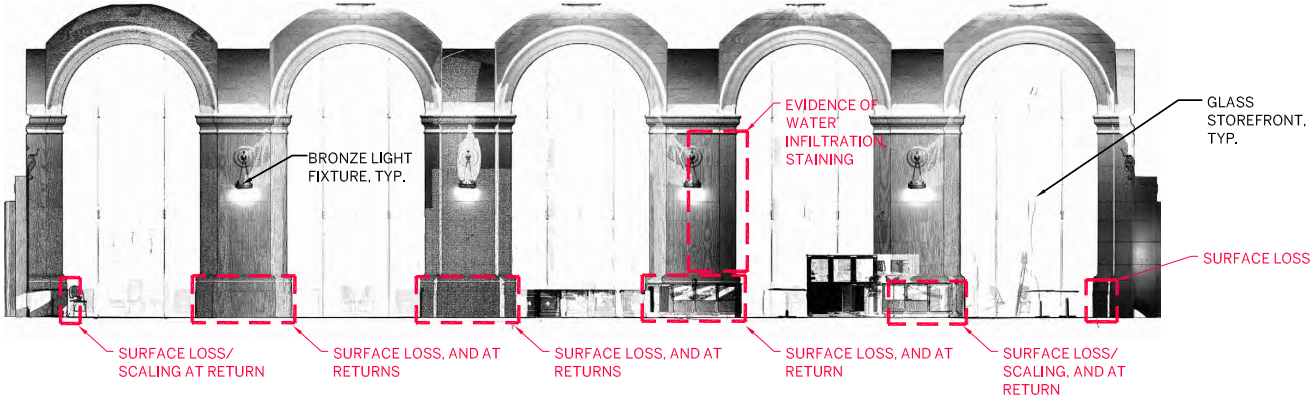 EVIDENCE OF
WATER
INFILTRATION,
STAINING
GLASS
STOREFRONT,
TYP.
BRONZE LIGHT
FIXTURE, TYP.
SURFACE LOSS
SURFACE LOSS/
SCALING AT RETURN
SURFACE LOSS, AND AT
RETURNS
SURFACE LOSS, AND AT
RETURNS
SURFACE LOSS, AND AT
RETURN
SURFACE LOSS/
SCALING, AND AT
RETURN